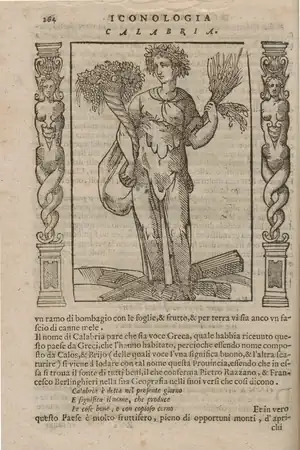 264 ICONOLOGIA
CALABRIA.
vn ramo di bombagio con le foglie, & frutto, & per terra vi sia anco vn fa-
scio di canne mele.
Il nome di Calabria pare che sia voce Greca, quale habbia riceuuto que-
sto paese da Greci, che l'hanno habitato, percioche essendo nome compo-
sto da Calos, & Brijo (delle quali voce l'vna significa buono, & l'altra sca-
turire) si viene à lodare con tal nome questa Prouincia, essendo che in es-
sa si troua il fonte di tutti beni, il che conferma Pietro Razzano, & Fran-
cesco Berlinghieri nella sua Geografia nelli suoi versi che così dicono.
Calabria è detta nel presente giorno
E significa il nome, che produce
Le cose bone, e con copioso corno Et in vero
questo Paese è molto fruttifero, pieno di opportuni monti, d'apri-
chi